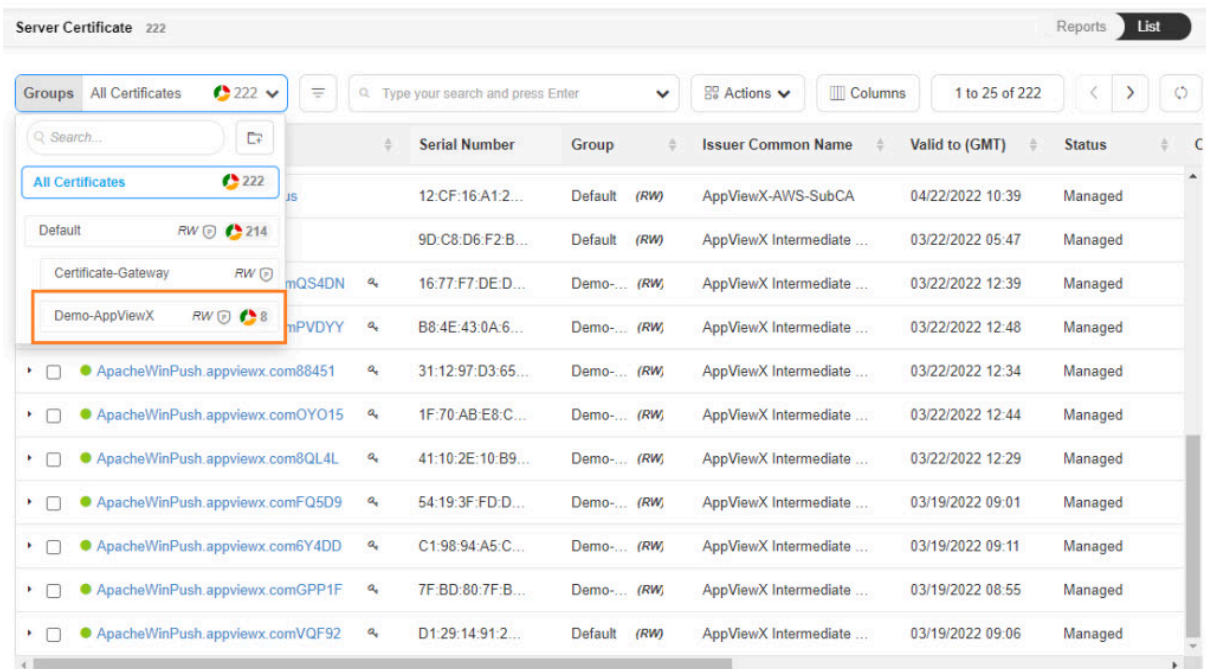 Server Certificate 222 Reports List
Groups All Certificates 222 Type your search and press Enter Actions Columns 1 to 25 of 222
Search...
Serial Number Group Issuer Common Name Valid to (GMT) Status C
All Certificates 222
us 12:CF:16:A1:2... Default (RW) AppViewX-AWS-SubCA 04/22/2022 10:39 Managed
Default RW 214
9D:C8:D6:F2:B... Default (RW) AppViewX Intermediate ... 03/22/2022 05:47 Managed
Certificate-Gateway RW
mQS4DN 16:77:F7:DE:D... Demo-... (RW) AppViewX Intermediate ... 03/22/2022 12:39 Managed
Demo-AppViewX RW 8
mPVDYY B8:4E:43:0A:6... Demo-... (RW) AppViewX Intermediate ... 03/22/2022 12:48 Managed
ApacheWinPush.appviewx.com88451 31:12:97:D3:65... Demo-... (RW) AppViewX Intermediate ... 03/22/2022 12:34 Managed
ApacheWinPush.appviewx.comOYO15 1F:70:AB:E8:C... Demo-... (RW) AppViewX Intermediate ... 03/22/2022 12:44 Managed
ApacheWinPush.appviewx.com8QL4L 41:10:2E:10:B9... Demo-... (RW) AppViewX Intermediate ... 03/22/2022 12:29 Managed
ApacheWinPush.appviewx.comFQ5D9 54:19:3F:FD:D... Demo-... (RW) AppViewX Intermediate ... 03/19/2022 09:01 Managed
ApacheWinPush.appviewx.com6Y4DD C1:98:94:A5:C... Demo-... (RW) AppViewX Intermediate ... 03/19/2022 09:11 Managed
ApacheWinPush.appviewx.comGPP1F 7F:BD:80:7F:B... Demo-... (RW) AppViewX Intermediate ... 03/19/2022 08:55 Managed
ApacheWinPush.appviewx.comVQF92 D1:29:14:91:2... Default (RW) AppViewX Intermediate ... 03/19/2022 09:06 Managed